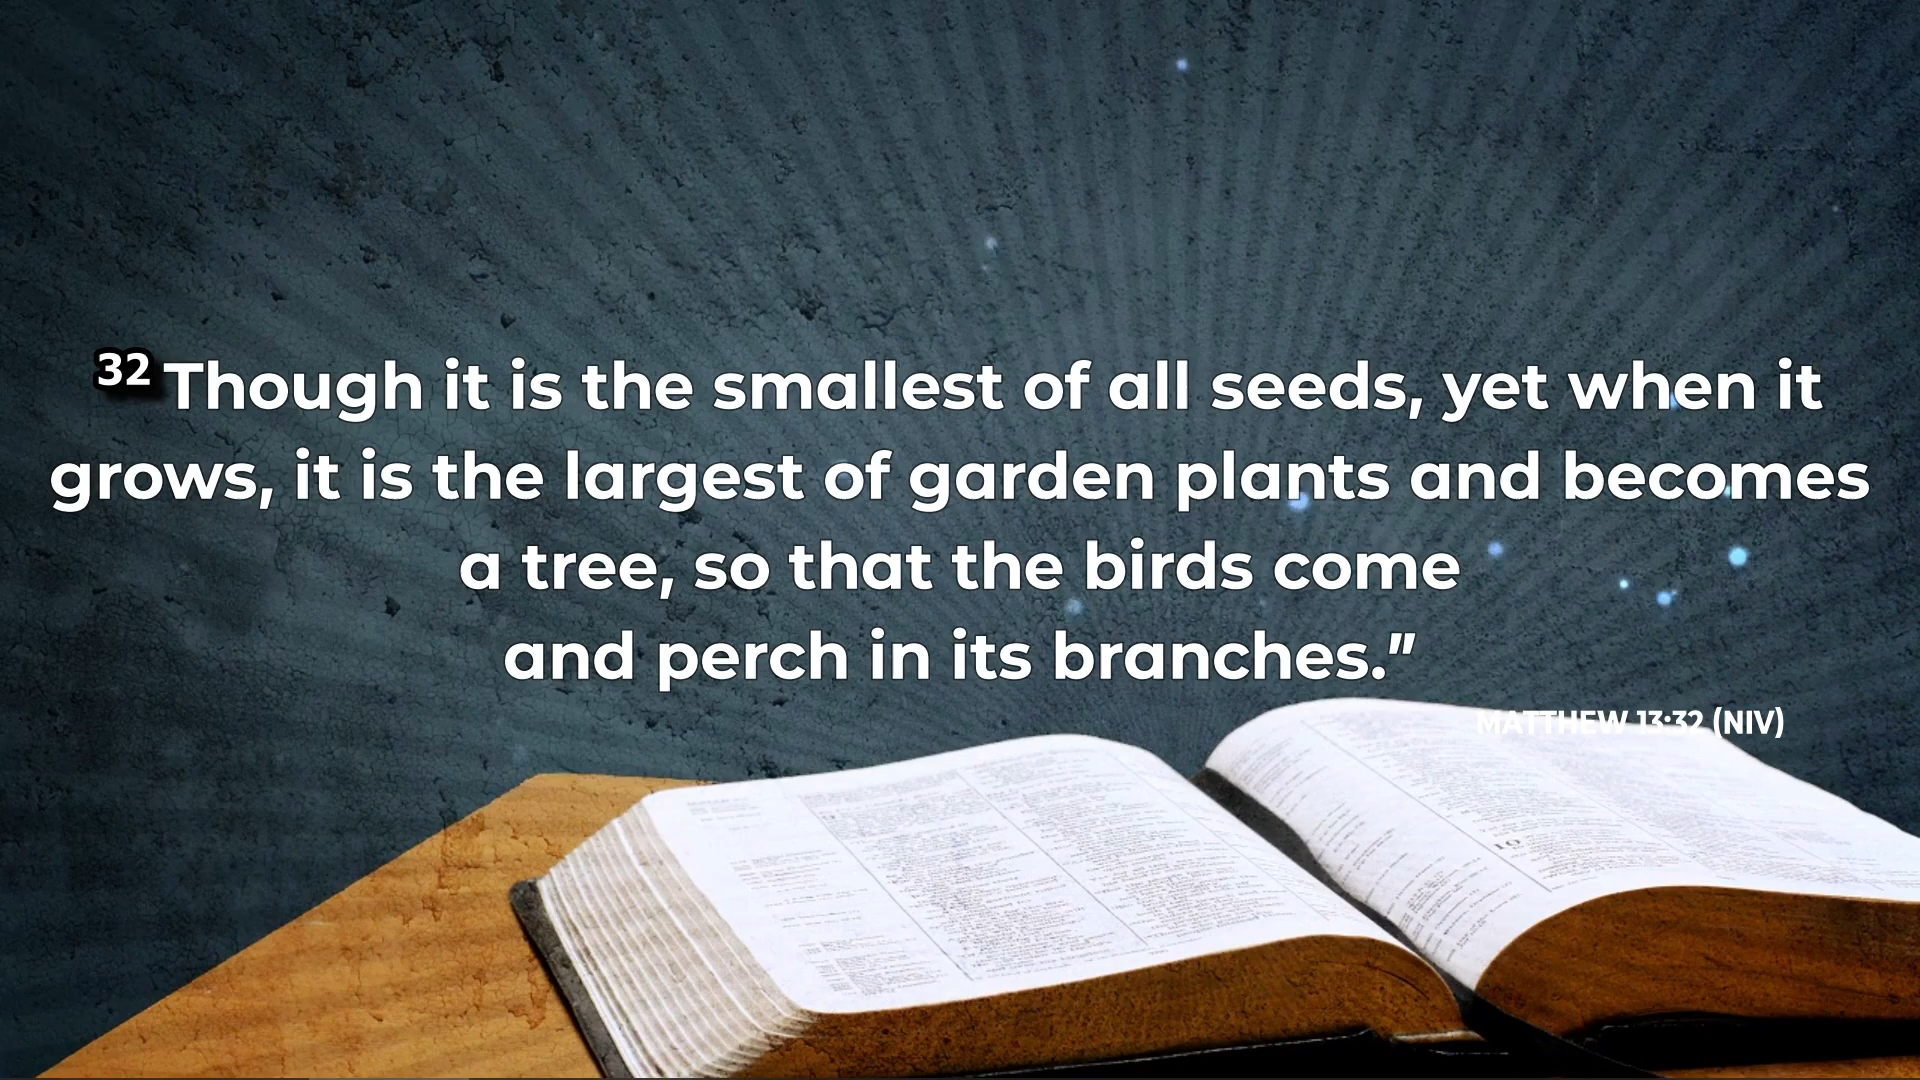 32 Though it is the smallest of all seeds, yet when it
grows, it is the largest of garden plants and becomes
a tree, so that the birds come
and perch in its branches.”
MATTHEW 13:32 (NIV)